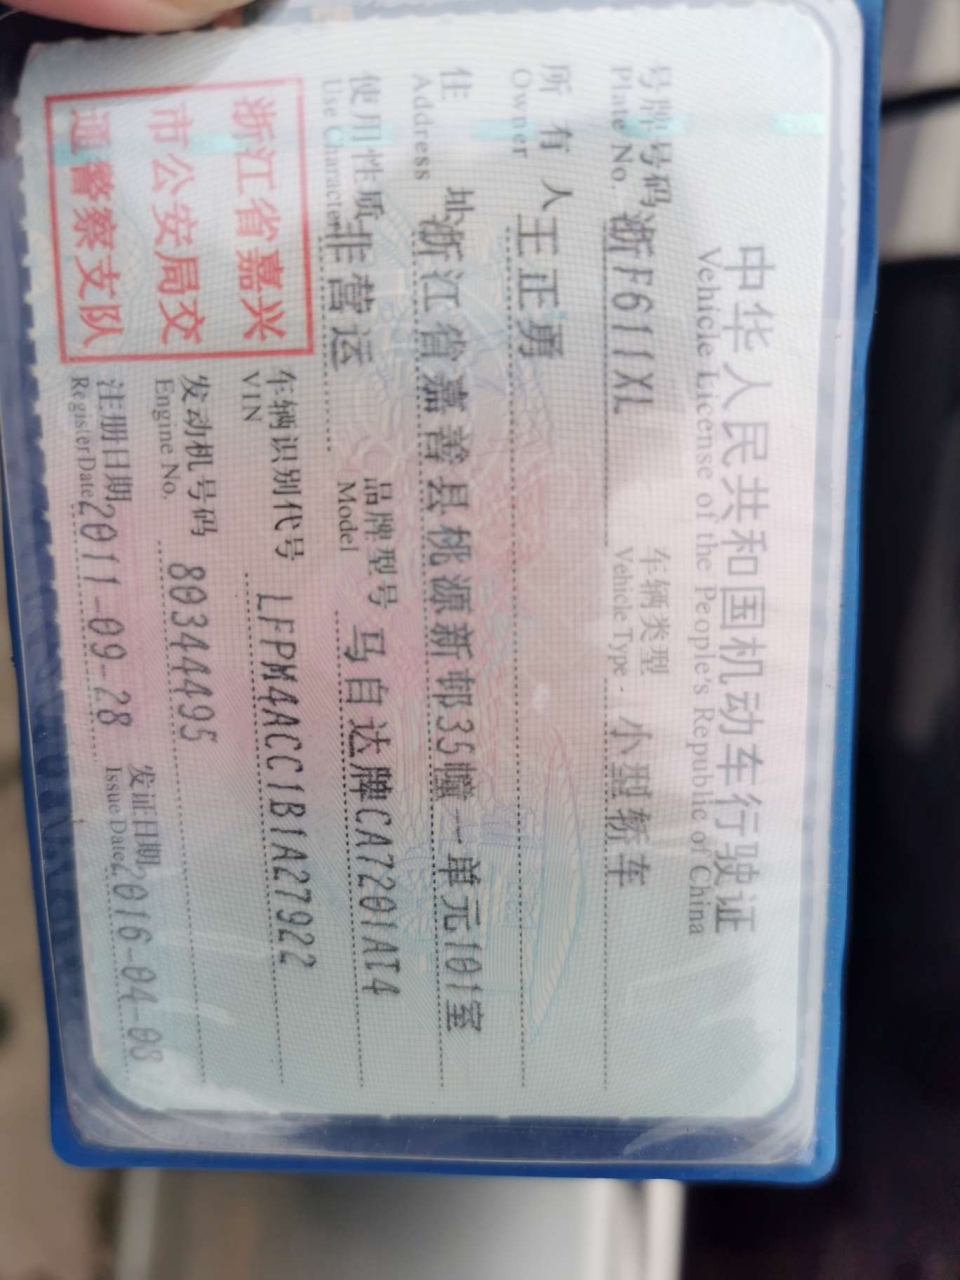 中华人民共和国机动车行驶证
Vehicle License of the People's Republic of China
号牌号码 浙F611XL 车辆类型 小型轿车
Plate No. Vehicle Type
所有人 王正勇
Owner
住址 浙江省嘉善县桃源新邨35幢一单元101室
Address
使用性质 非营运 品牌型号 马自达牌CA7201AT4
Use Character Model
浙江省嘉兴
市公安局交
通警察支队
车辆识别代号 LFPM4ACC1B1A27922
VIN
发动机号码 80344495
Engine No.
注册日期 2011-09-28 发证日期 2016-04-08
Register Date Issue Date